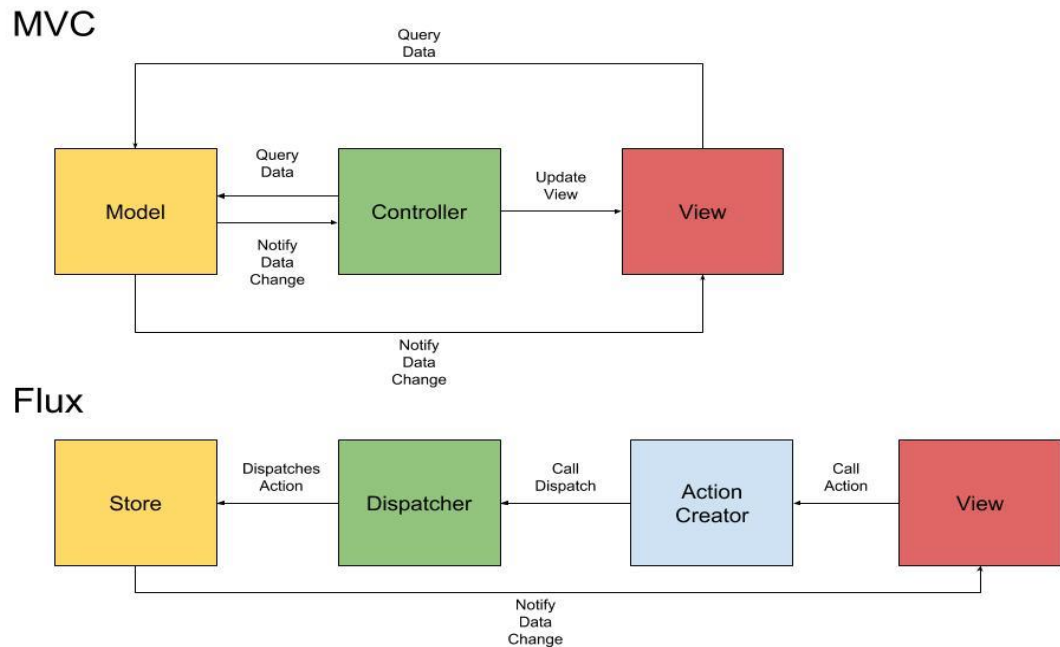 MVC
Query
Data
Query
Data
Update
View
Model
Controller
View
Notify
Data
Change
Notify
Data
Change
Flux
Dispatches
Action
Call
Dispatch
Call
Action
Store
Dispatcher
Action
Creator
View
Notify
Data
Change